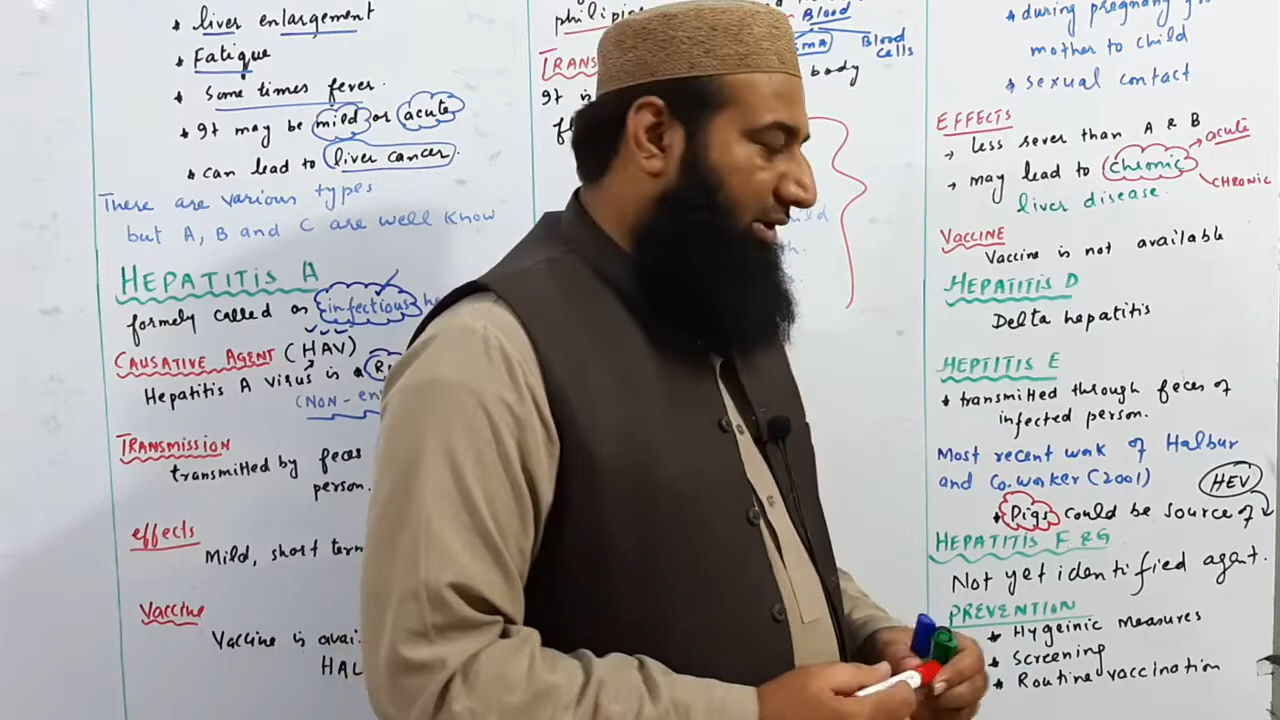 * liver enlargement
* Fatigue
* Some times fever.
* It may be mild or acute
* can lead to liver cancer.
There are various types
but A, B and C are well Know
HEPATITIS A
formely called as infectious he
CAUSATIVE AGENT (HAV)
Hepatitis A virus is a
(NON-en
TRANSMISSION
transmitted by feces
person.
effects
Mild, short term
Vaccine
Vaccine is avai
HAL
Blood
Blood cells
TRANS
body
It is
* during pregnancy
mother to child
* sexual contact
EFFECTS
→ less sever than A & B
→ may lead to chronic
acute
CHRONIC
liver disease.
VACCINE
Vaccine is not available
HEPATITIS D
Delta hepatitis
HEPTITIS E
* transmitted through feces of
infected person.
Most recent work of Halbur
and Co.worker (2001)
HEV
* Pigs could be source of
HEPATITIS F & G
Not yet identified agent.
PREVENTION
* Hygeinic measures
* Screening
* Routine vaccination